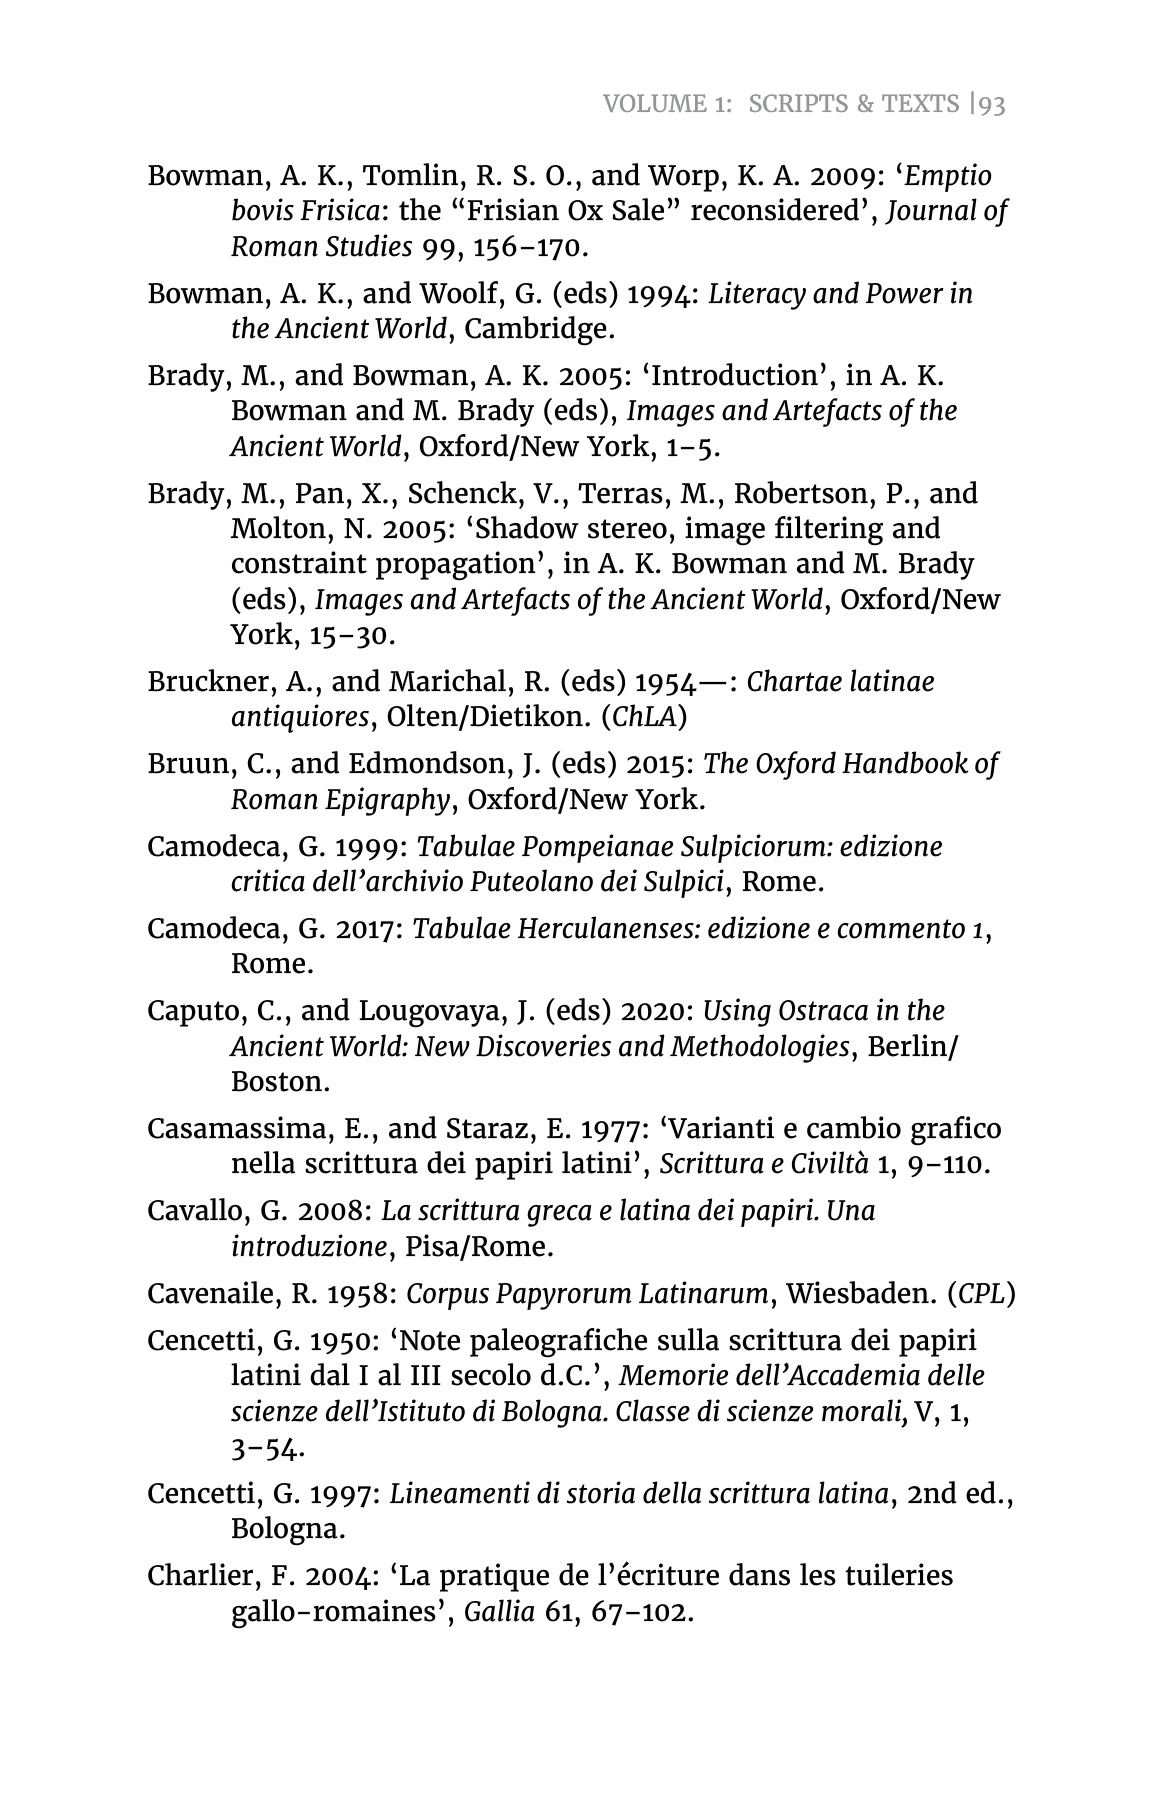 VOLUME 1: SCRIPTS & TEXTS |93
Bowman, A. K., Tomlin, R. S. O., and Worp, K. A. 2009: ‘Emptio
bovis Frisica: the “Frisian Ox Sale” reconsidered’, Journal of
Roman Studies 99, 156–170.
Bowman, A. K., and Woolf, G. (eds) 1994: Literacy and Power in
the Ancient World, Cambridge.
Brady, M., and Bowman, A. K. 2005: ‘Introduction’, in A. K.
Bowman and M. Brady (eds), Images and Artefacts of the
Ancient World, Oxford/New York, 1–5.
Brady, M., Pan, X., Schenck, V., Terras, M., Robertson, P., and
Molton, N. 2005: ‘Shadow stereo, image filtering and
constraint propagation’, in A. K. Bowman and M. Brady
(eds), Images and Artefacts of the Ancient World, Oxford/New
York, 15–30.
Bruckner, A., and Marichal, R. (eds) 1954—: Chartae latinae
antiquiores, Olten/Dietikon. (ChLA)
Bruun, C., and Edmondson, J. (eds) 2015: The Oxford Handbook of
Roman Epigraphy, Oxford/New York.
Camodeca, G. 1999: Tabulae Pompeianae Sulpiciorum: edizione
critica dell’archivio Puteolano dei Sulpici, Rome.
Camodeca, G. 2017: Tabulae Herculanenses: edizione e commento 1,
Rome.
Caputo, C., and Lougovaya, J. (eds) 2020: Using Ostraca in the
Ancient World: New Discoveries and Methodologies, Berlin/
Boston.
Casamassima, E., and Staraz, E. 1977: ‘Varianti e cambio grafico
nella scrittura dei papiri latini’, Scrittura e Civiltà 1, 9–110.
Cavallo, G. 2008: La scrittura greca e latina dei papiri. Una
introduzione, Pisa/Rome.
Cavenaile, R. 1958: Corpus Papyrorum Latinarum, Wiesbaden. (CPL)
Cencetti, G. 1950: ‘Note paleografiche sulla scrittura dei papiri
latini dal I al III secolo d.C.’, Memorie dell’Accademia delle
scienze dell’Istituto di Bologna. Classe di scienze morali, V, 1,
3–54.
Cencetti, G. 1997: Lineamenti di storia della scrittura latina, 2nd ed.,
Bologna.
Charlier, F. 2004: ‘La pratique de l’écriture dans les tuileries
gallo-romaines’, Gallia 61, 67–102.